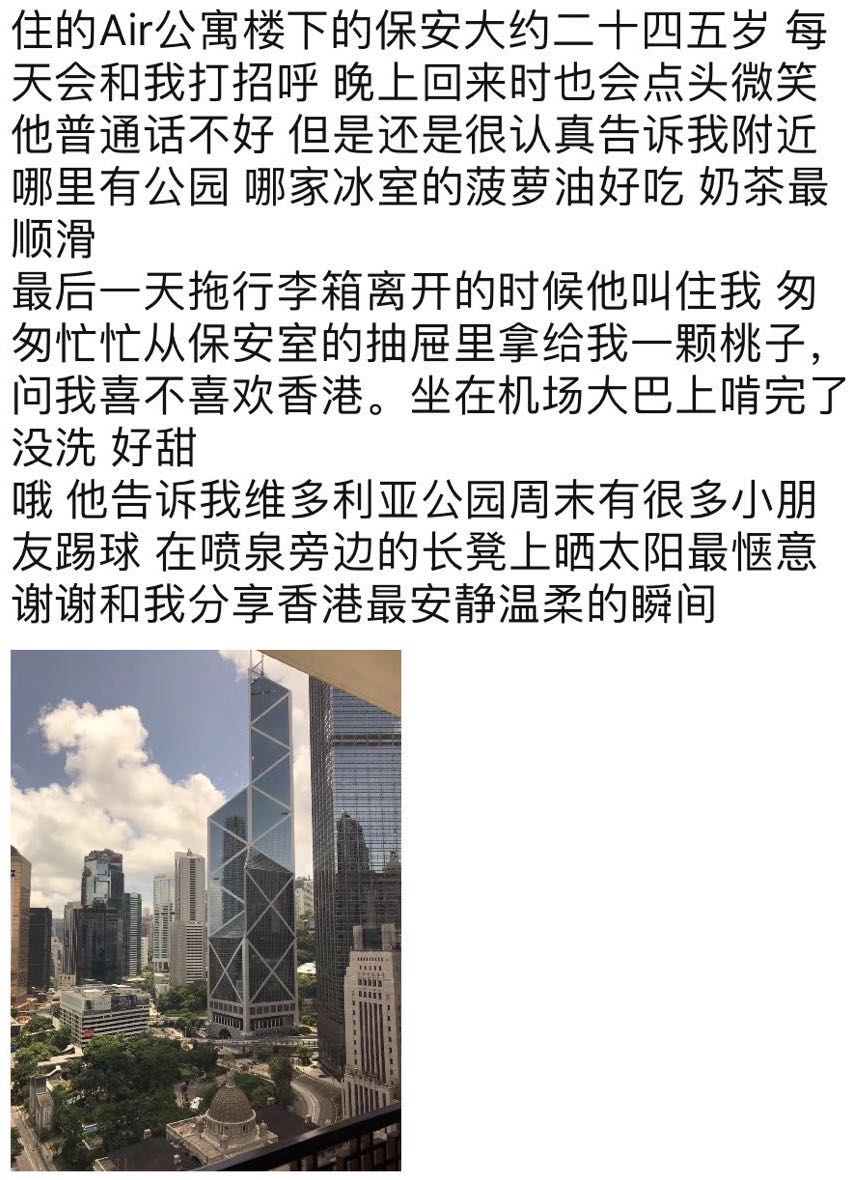 住的Air公寓楼下的保安大约二十四五岁 每
天会和我打招呼 晚上回来时也会点头微笑
他普通话不好 但是还是很认真告诉我附近
哪里有公园 哪家冰室的菠萝油好吃 奶茶最
顺滑
最后一天拖行李箱离开的时候他叫住我 匆
匆忙忙从保安室的抽屉里拿给我一颗桃子，
问我喜不喜欢香港。坐在机场大巴上啃完了
没洗 好甜
哦 他告诉我维多利亚公园周末有很多小朋
友踢球 在喷泉旁边的长凳上晒太阳最惬意
谢谢和我分享香港最安静温柔的瞬间